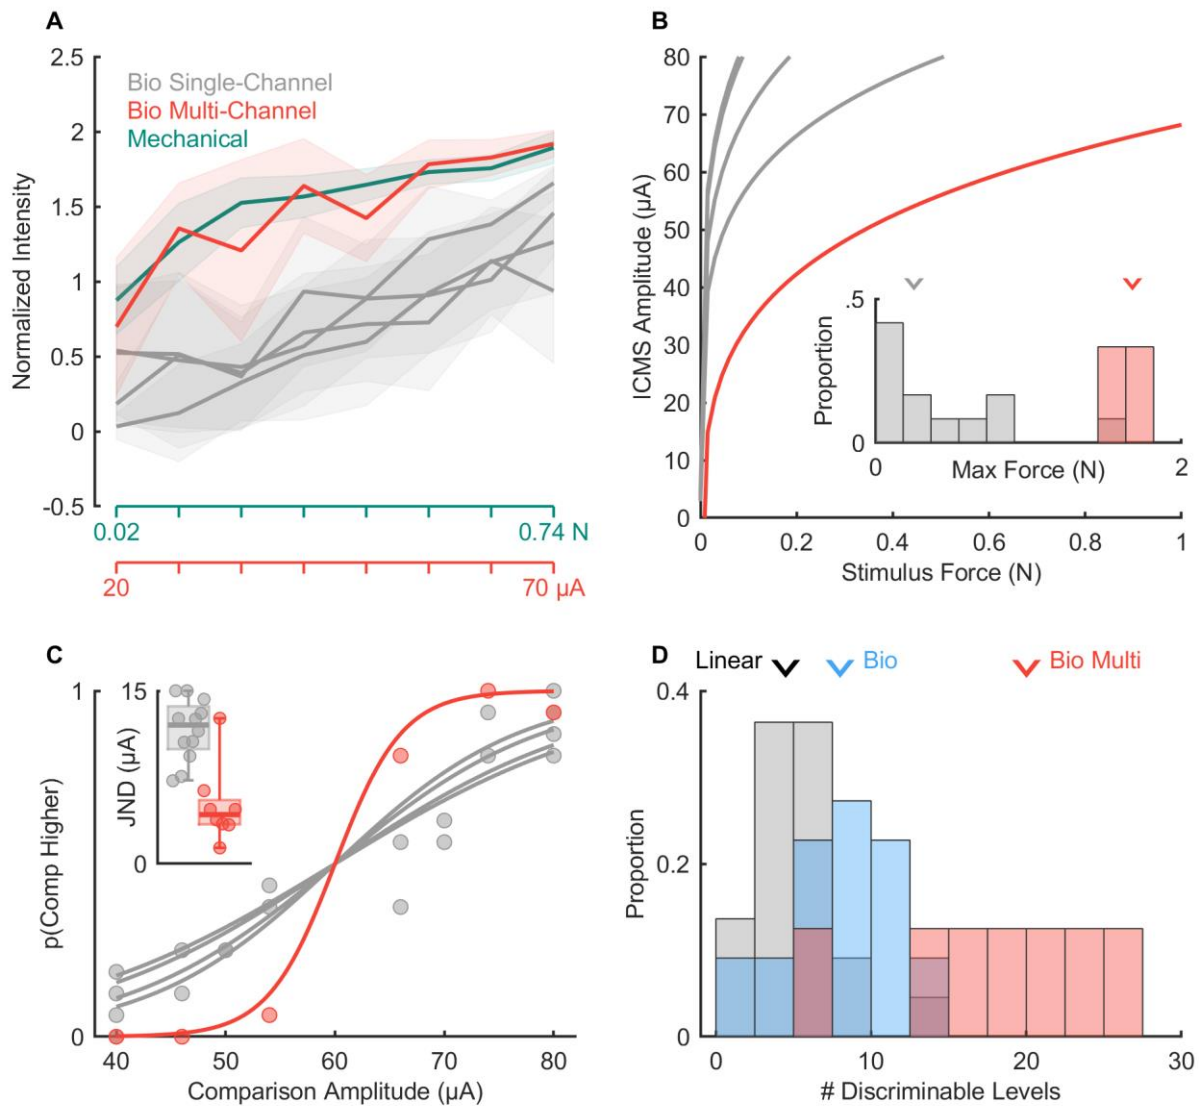 A
2.5
2
1.5
1
0.5
0
-0.5
Normalized Intensity
Bio Single-Channel
Bio Multi-Channel
Mechanical
0.02
0.74 N
20
70 µA
B
80
70
60
50
40
30
20
10
0
ICMS Amplitude (µA)
0
0.2
0.4
0.6
0.8
1
Stimulus Force (N)
.5
0
Proportion
0
Max Force (N)
2
C
1
0
p(Comp Higher)
15
0
JND (µA)
40
50
60
70
80
Comparison Amplitude (µA)
D
Linear
Bio
Bio Multi
0.4
0.2
0
Proportion
0
10
20
30
# Discriminable Levels